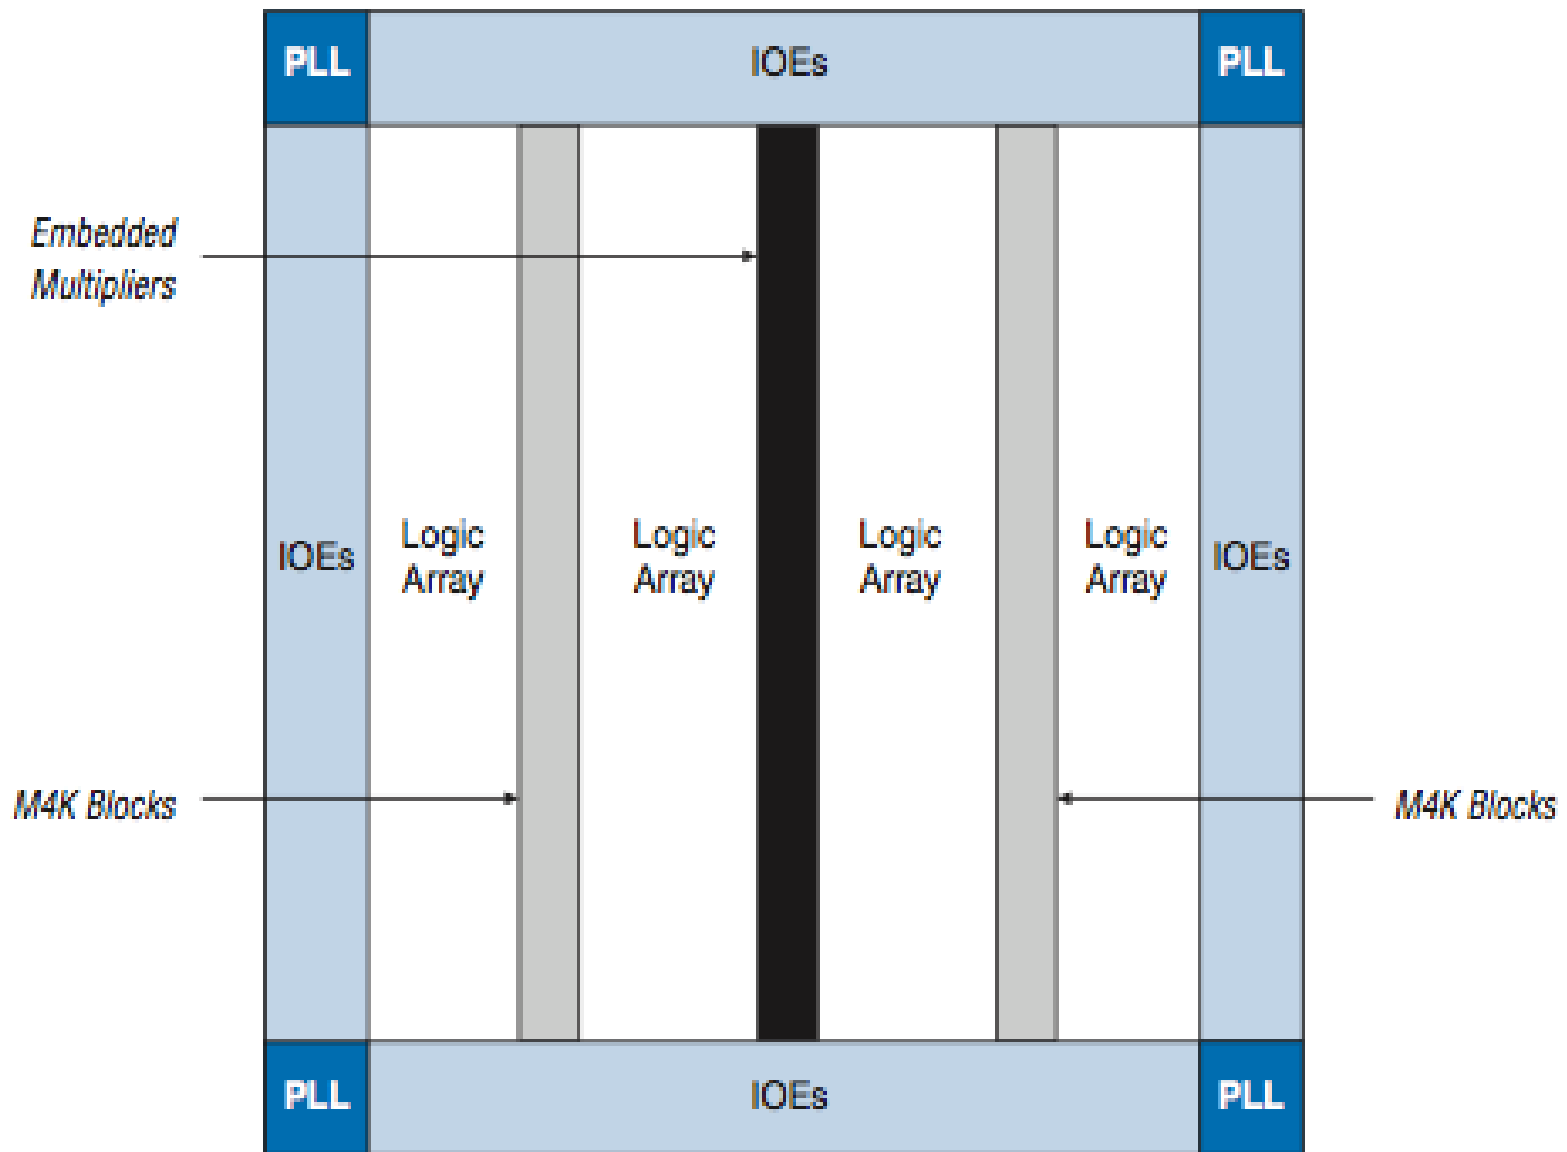 PLL
IOEs
PLL
Embedded
Multipliers
IOEs
Logic
Array
Logic
Array
Logic
Array
Logic
Array
IOEs
M4K Blocks
M4K Blocks
PLL
IOEs
PLL